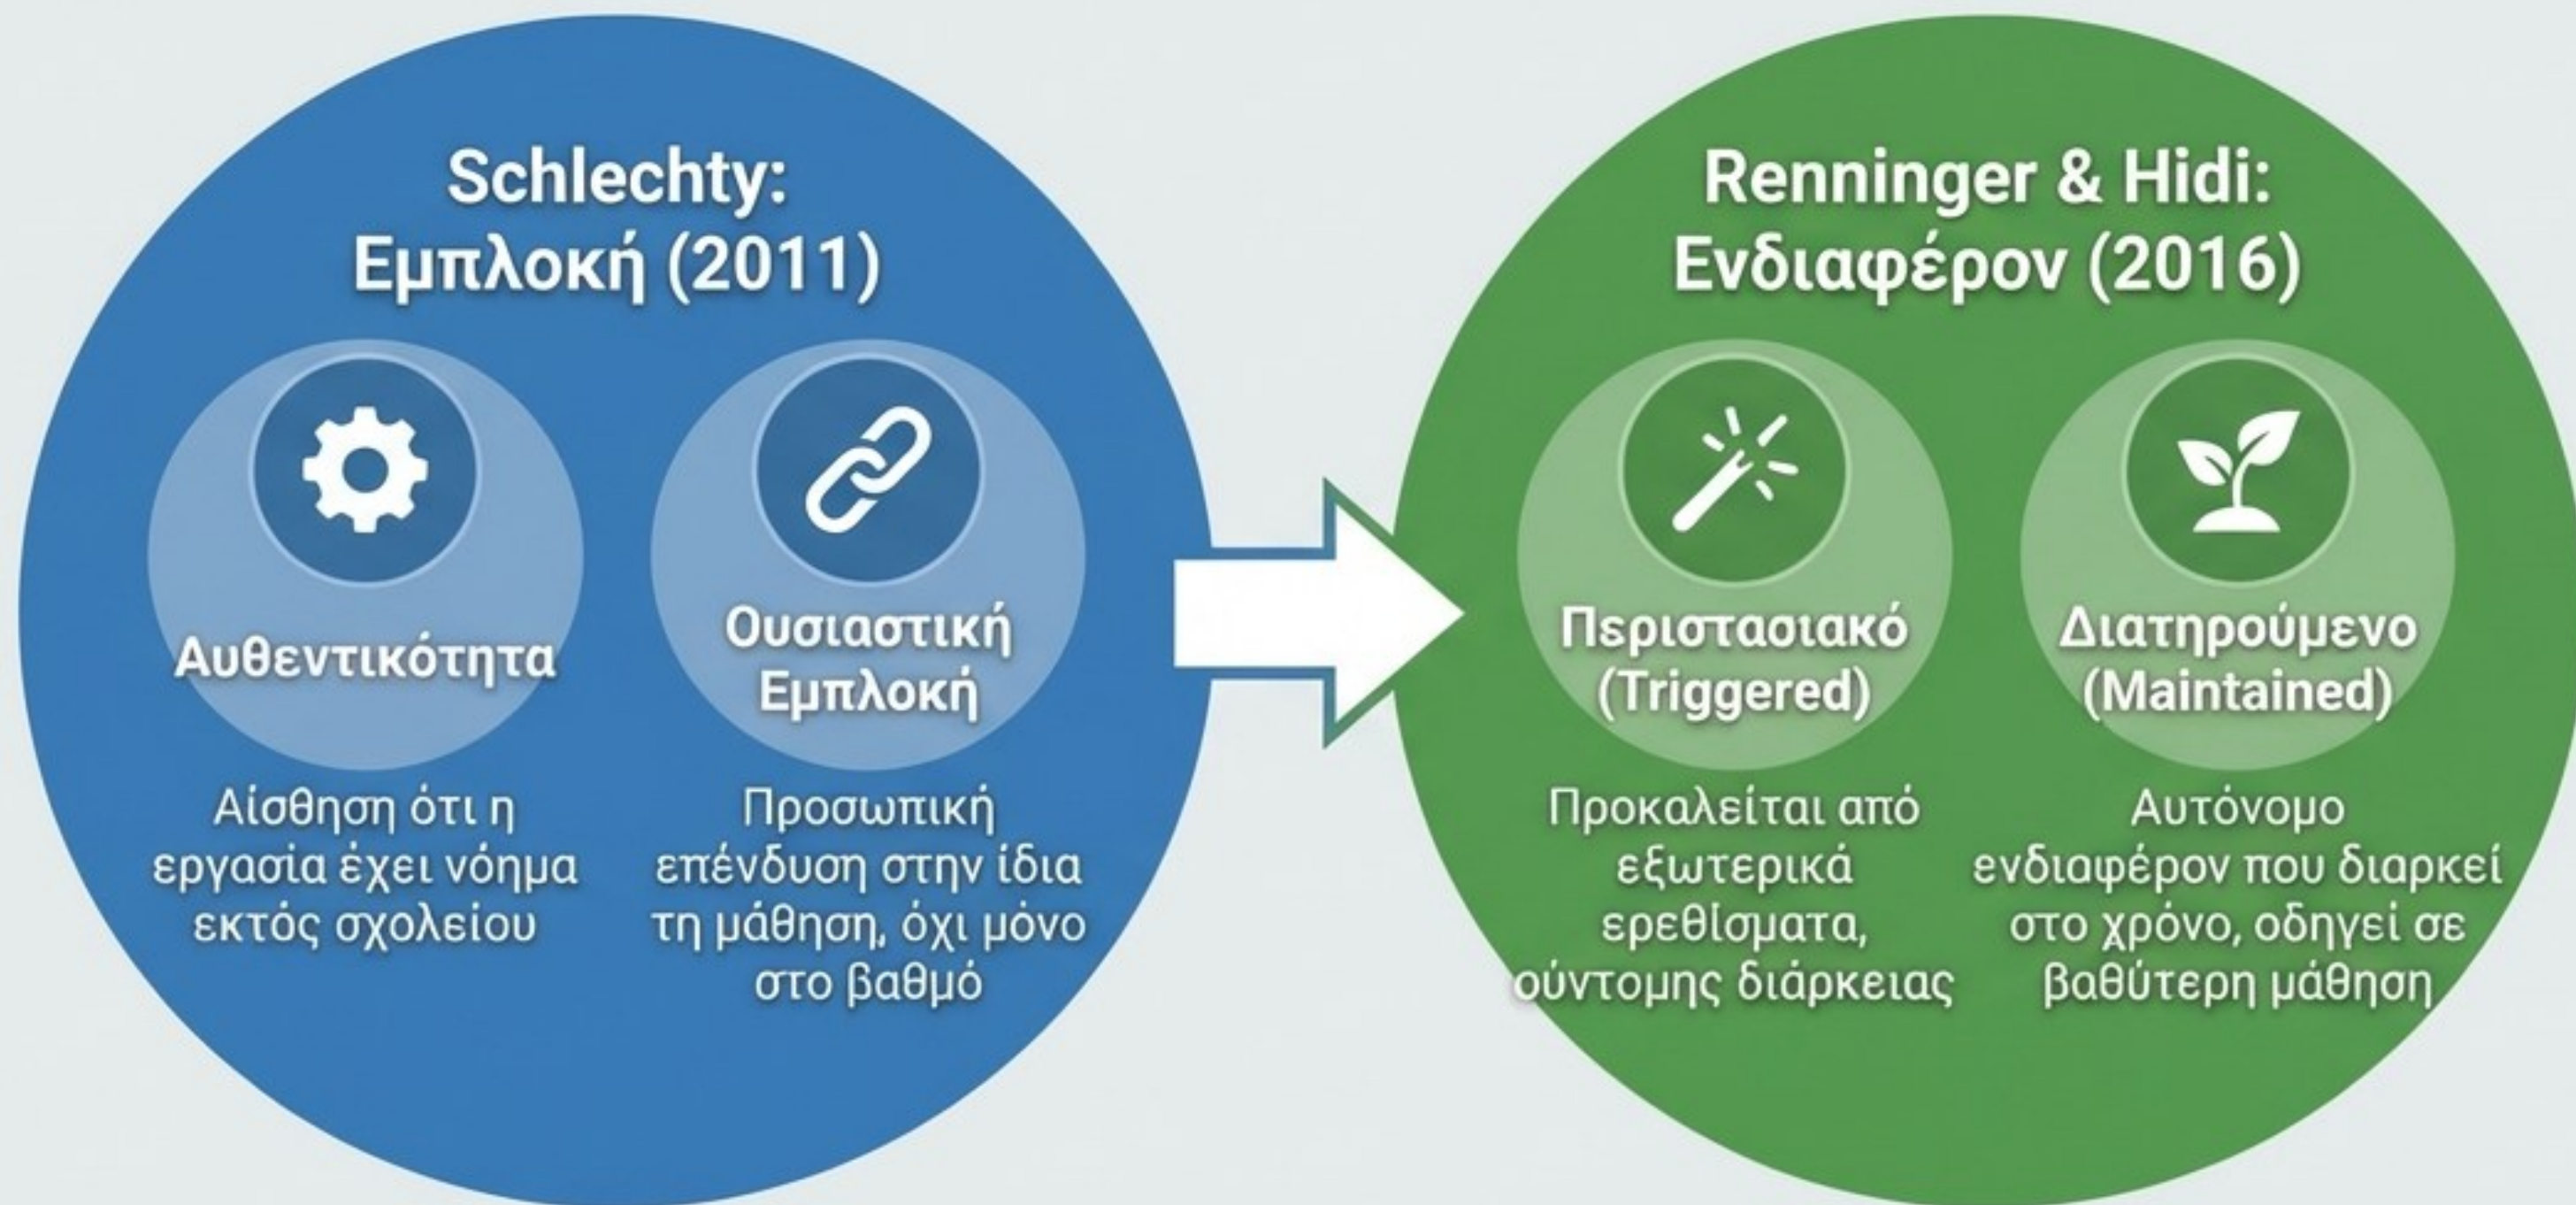 Schlechty:
Εμπλοκή (2011)
Αυθεντικότητα
Αίσθηση ότι η
εργασία έχει νόημα
εκτός σχολείου
Ουσιαστική
Εμπλοκή
Προσωπική
επένδυση στην ίδια
τη μάθηση, όχι μόνο
στο βαθμό
Renninger & Hidi:
Ενδιαφέρον (2016)
Περιστασιακό
(Triggered)
Προκαλείται από
εξωτερικά
ερεθίσματα,
σύντομης διάρκειας
Διατηρούμενο
(Maintained)
Αυτόνομο
ενδιαφέρον που διαρκεί
στο χρόνο, οδηγεί σε
βαθύτερη μάθηση